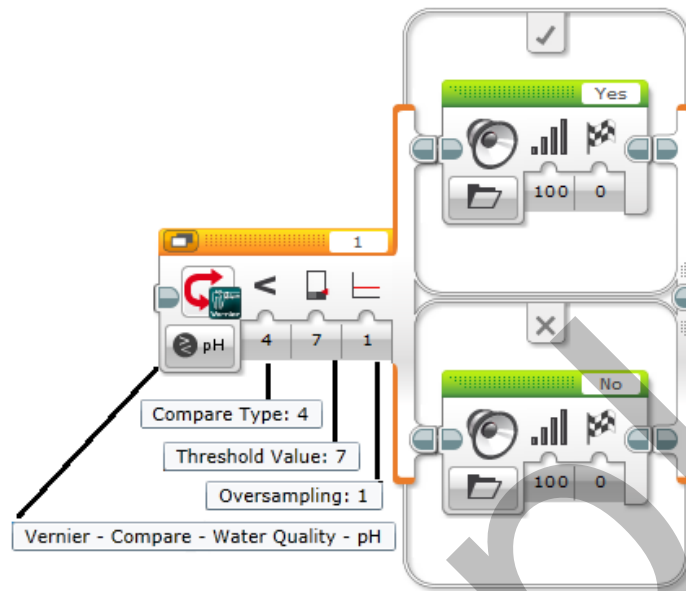 Yes
100 0
1
<
Vernier
pH 4 7 1
No
100 0
Compare Type: 4
Threshold Value: 7
Oversampling: 1
Vernier - Compare - Water Quality - pH